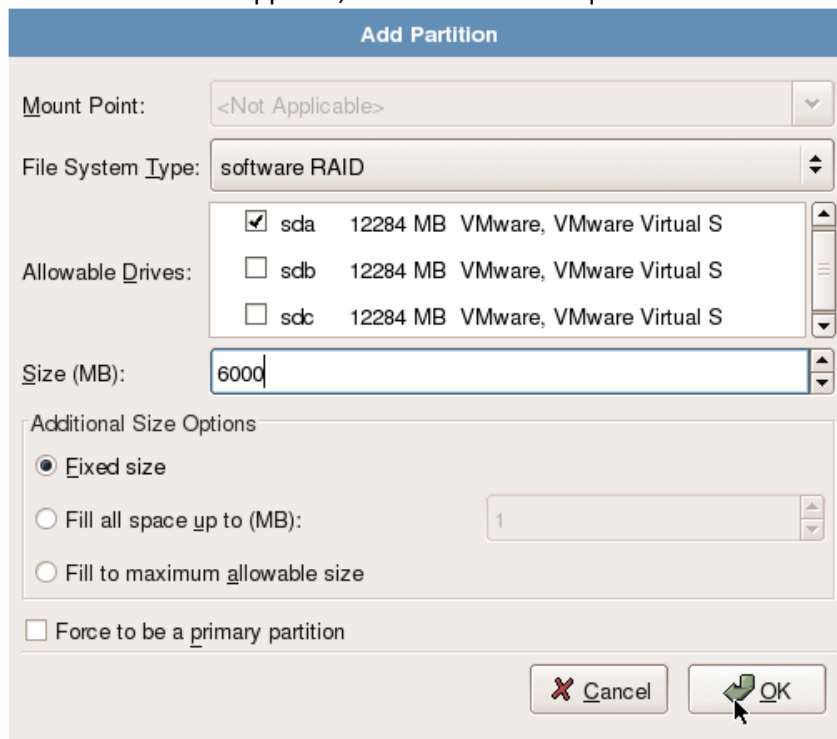 Add Partition
Mount Point: <Not Applicable>
File System Type: software RAID
sda 12284 MB VMware, VMware Virtual S
Allowable Drives: sdb 12284 MB VMware, VMware Virtual S
sdc 12284 MB VMware, VMware Virtual S
Size (MB): 6000
Additional Size Options
Fixed size
Fill all space up to (MB): 1
Fill to maximum allowable size
Force to be a primary partition
Cancel OK